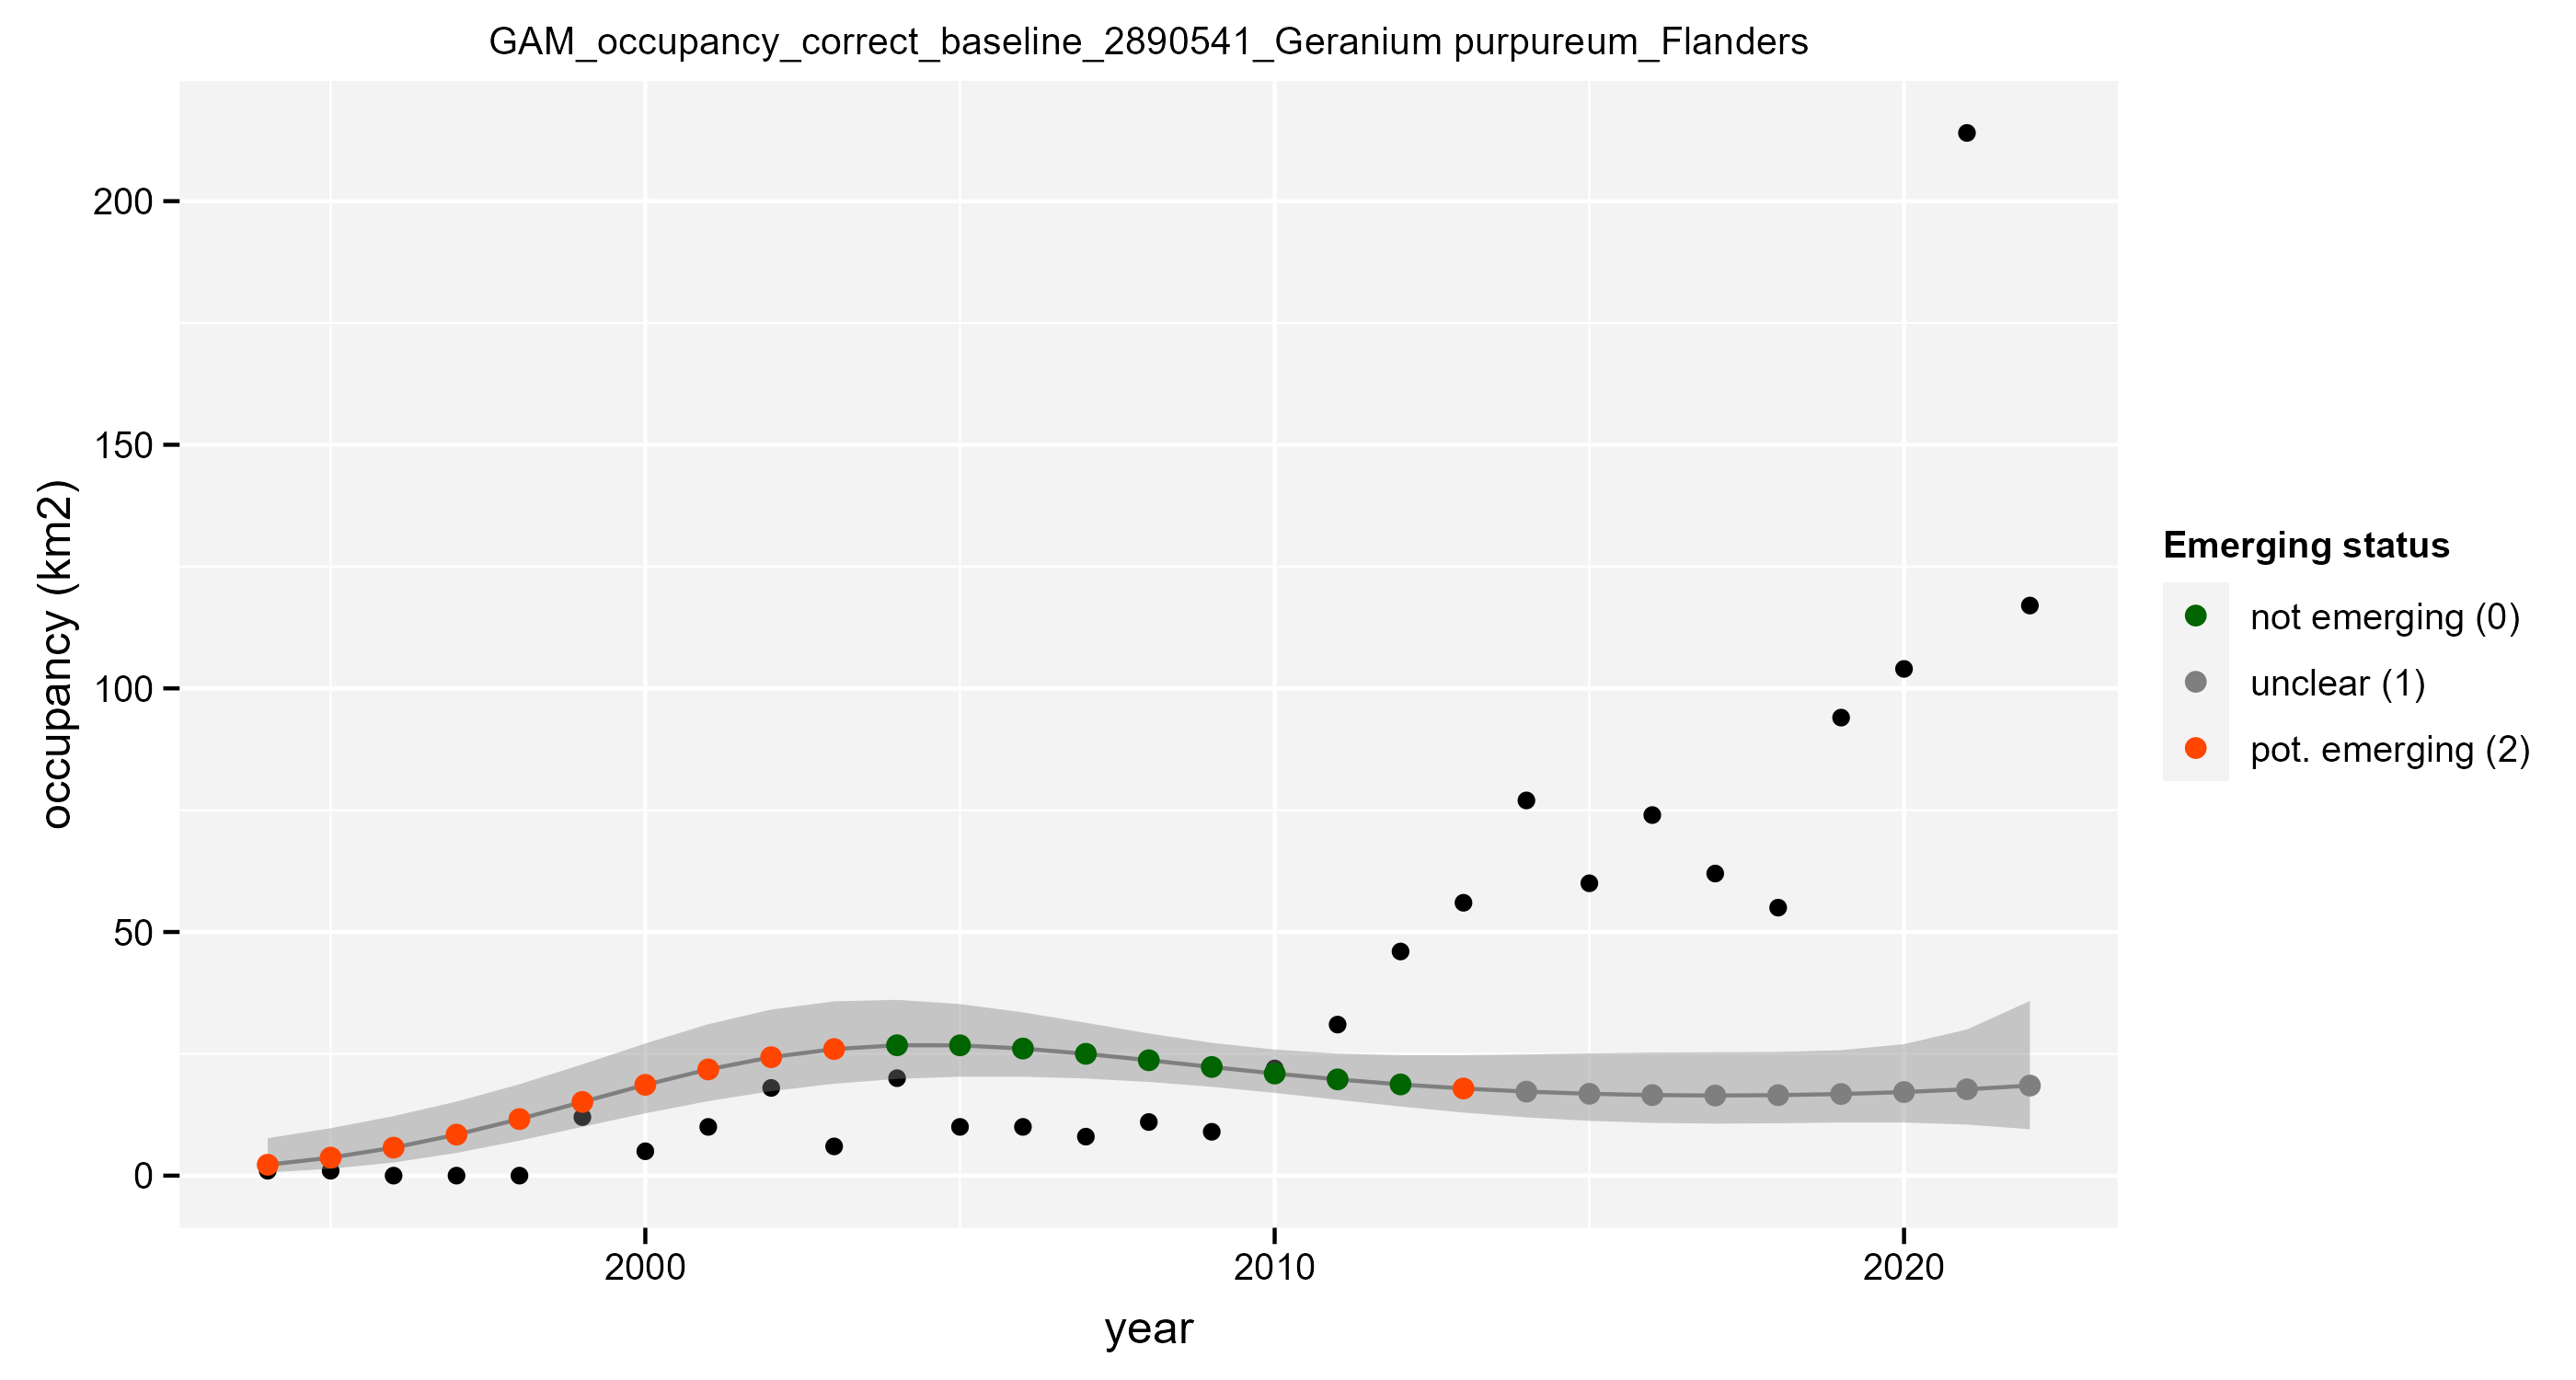 GAM_occupancy_correct_baseline_2890541_Geranium purpureum_Flanders
occupancy (km2)
200
150
100
50
0
2000
2010
2020
year
Emerging status
not emerging (0)
unclear (1)
pot. emerging (2)